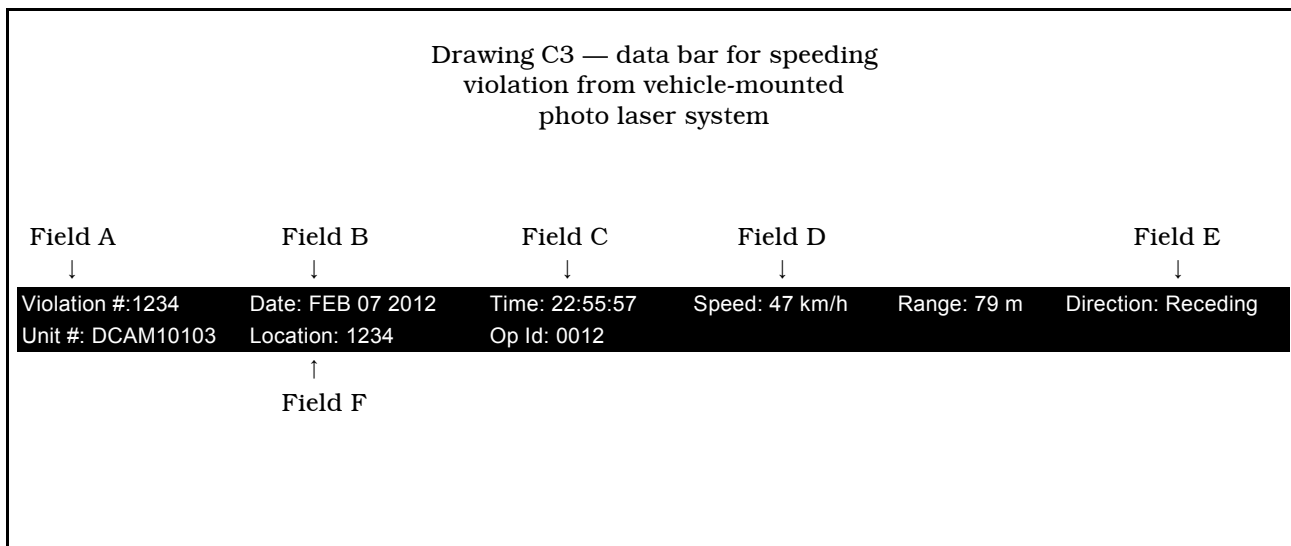 Drawing C3 — data bar for speeding
violation from vehicle-mounted
photo laser system
Field A Field B Field C Field D Field E
↓ ↓ ↓ ↓ ↓
Violation #:1234 Date: FEB 07 2012 Time: 22:55:57 Speed: 47 km/h Range: 79 m Direction: Receding
Unit #: DCAM10103 Location: 1234 Op Id: 0012
↑
Field F